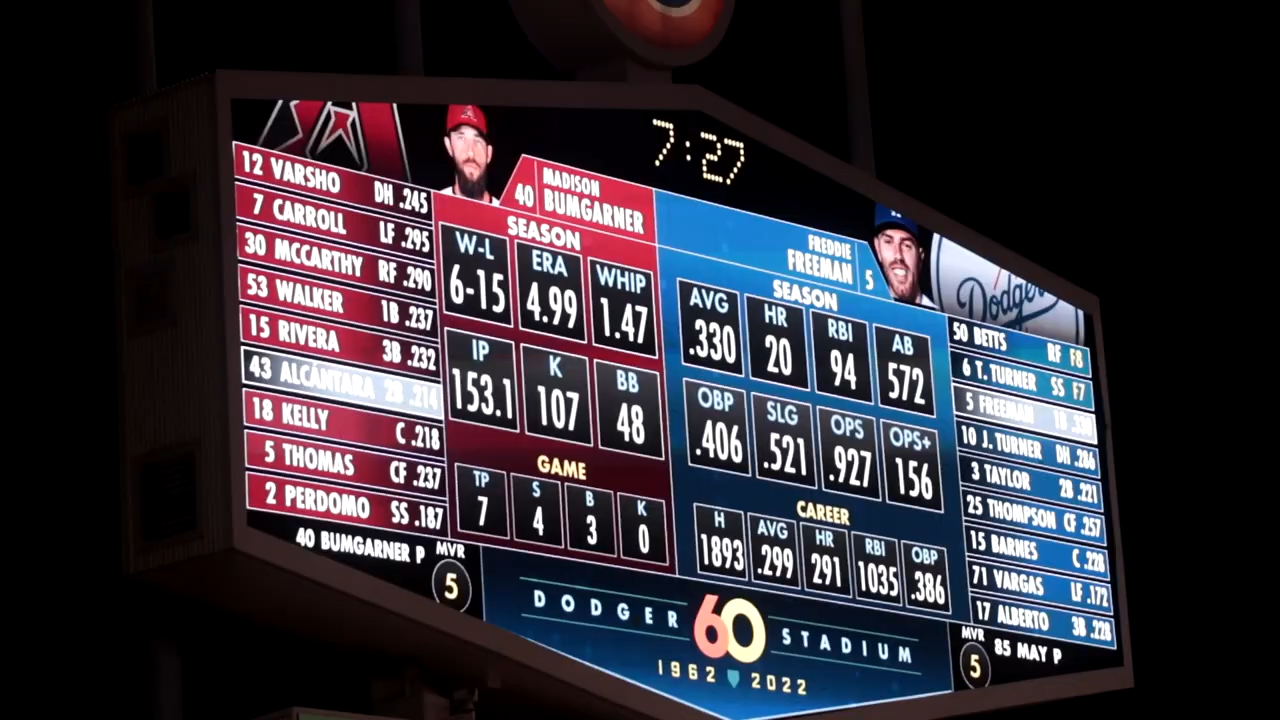 7:27
12 VARSHO DH .245
7 CARROLL LF .295
30 MCCARTHY RF .290
53 WALKER 1B .237
15 RIVERA 3B .232
43 ALCÁNTARA 2B .214
18 KELLY C .218
5 THOMAS CF .237
2 PERDOMO SS .187
40 BUMGARNER P
MVR
5
40 MADISON
BUMGARNER
SEASON
W-L ERA WHIP
6-15 4.99 1.47
IP K BB
153.1 107 48
GAME
TP S B K
7 4 3 0
FREDDIE
FREEMAN 5
SEASON
AVG HR RBI AB
.330 20 94 572
OBP SLG OPS OPS+
.406 .521 .927 156
CAREER
H AVG HR RBI OBP
1893 .299 291 1035 .386
Dodgers
50 BETTS RF F8
6 T. TURNER SS F7
5 FREEMAN 1B .330
10 J. TURNER DH .286
3 TAYLOR 2B .221
25 THOMPSON CF .257
15 BARNES C .228
71 VARGAS LF .172
17 ALBERTO 3B .228
MVR
5
85 MAY P
DODGER 60 STADIUM
1962 2022